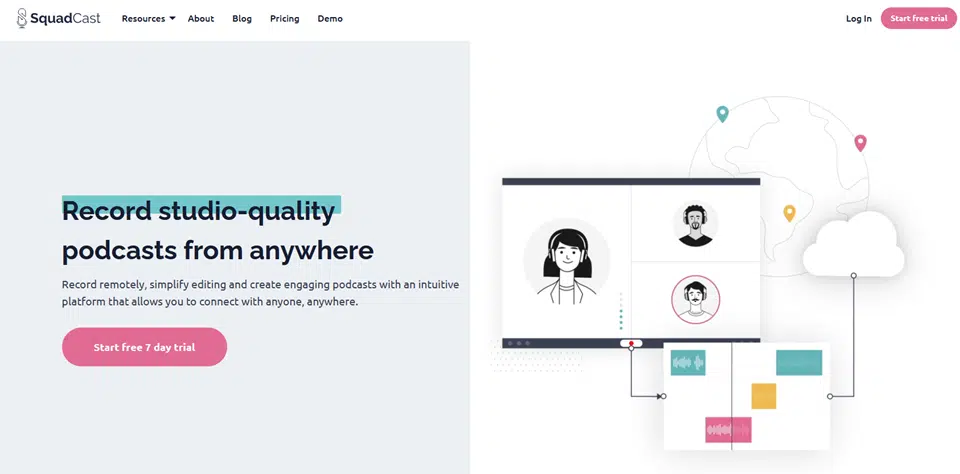 SquadCast
Resources
About
Blog
Pricing
Demo
Log In
Start free trial
Record studio-quality
podcasts from anywhere
Record remotely, simplify editing and create engaging podcasts with an intuitive
platform that allows you to connect with anyone, anywhere.
Start free 7 day trial